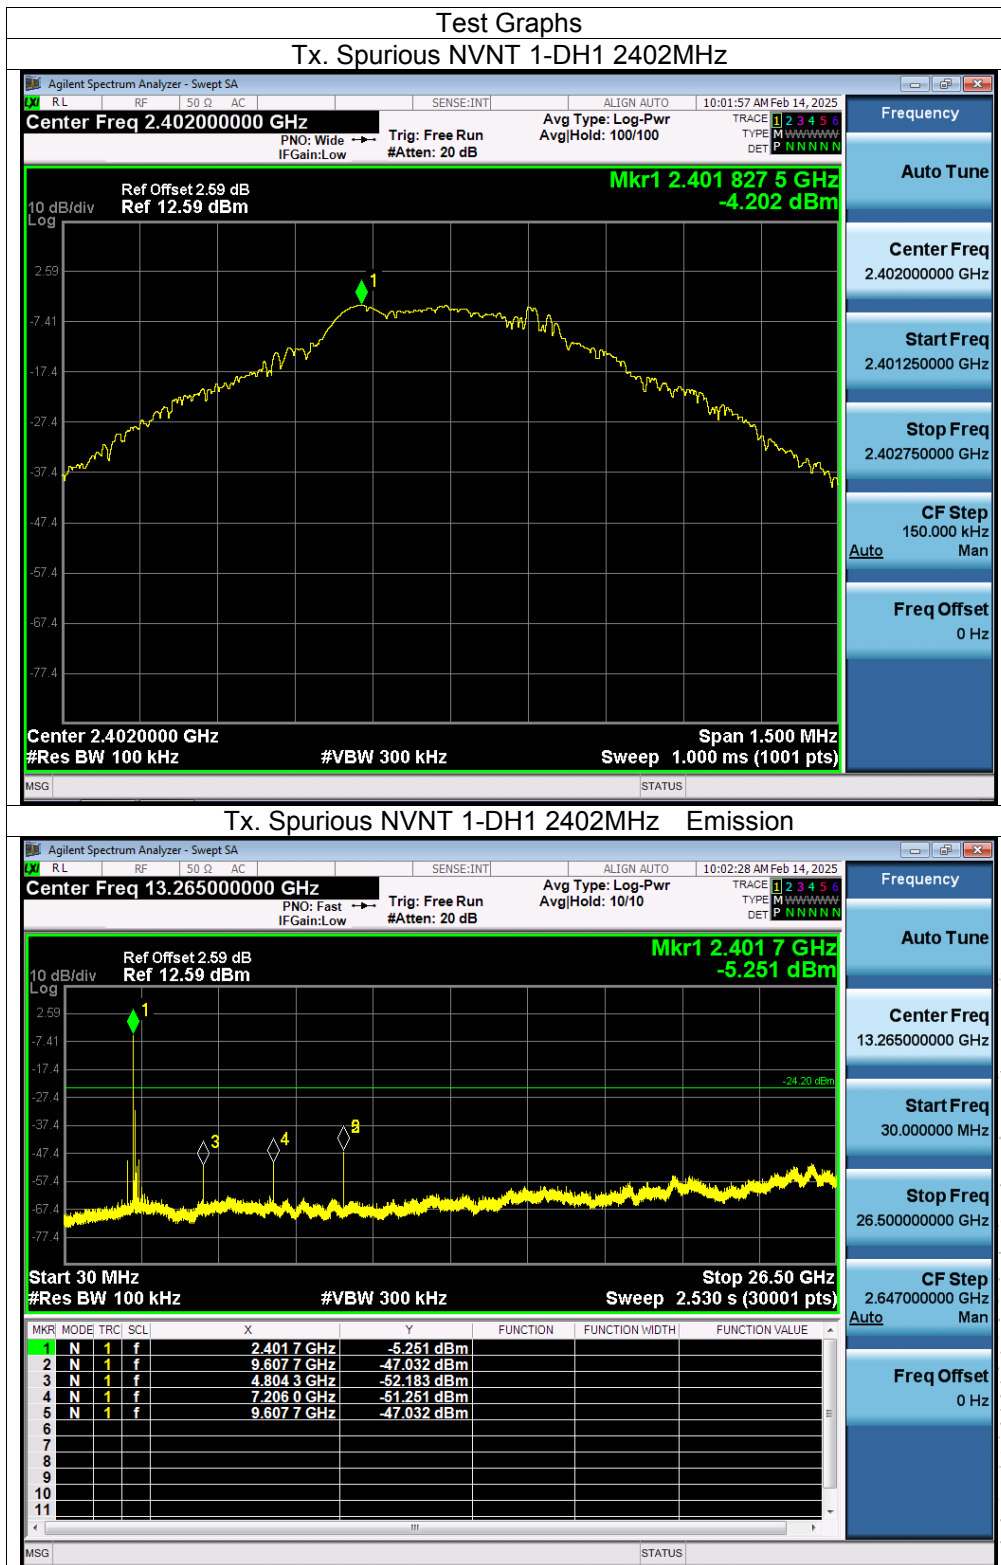 Test Graphs
Tx. Spurious NVNT 1-DH1 2402MHz
Agilent Spectrum Analyzer - Swept SA
LXI RL RF 50 Ω AC SENSE:INT ALIGN AUTO 10:01:57 AM Feb 14, 2025
Center Freq 2.402000000 GHz
PNO: Wide
IFGain:Low
Trig: Free Run
#Atten: 20 dB
Avg Type: Log-Pwr
Avg|Hold: 100/100
TRACE 1 2 3 4 5 6
TYPE M WWWWW
DET P N N N N N
Mkr1 2.401 827 5 GHz
-4.202 dBm
Ref Offset 2.59 dB
10 dB/div Ref 12.59 dBm
Log
2.59
-7.41
-17.4
-27.4
-37.4
-47.4
-57.4
-67.4
-77.4
1
Center 2.4020000 GHz Span 1.500 MHz
#Res BW 100 kHz #VBW 300 kHz Sweep 1.000 ms (1001 pts)
MSG STATUS
Frequency
Auto Tune
Center Freq
2.402000000 GHz
Start Freq
2.401250000 GHz
Stop Freq
2.402750000 GHz
CF Step
150.000 kHz
Auto Man
Freq Offset
0 Hz
Tx. Spurious NVNT 1-DH1 2402MHz Emission
Agilent Spectrum Analyzer - Swept SA
LXI RL RF 50 Ω AC SENSE:INT ALIGN AUTO 10:02:28 AM Feb 14, 2025
Center Freq 13.265000000 GHz
PNO: Fast
IFGain:Low
Trig: Free Run
#Atten: 20 dB
Avg Type: Log-Pwr
Avg|Hold: 10/10
TRACE 1 2 3 4 5 6
TYPE M WWWWW
DET P N N N N N
Mkr1 2.401 7 GHz
-5.251 dBm
Ref Offset 2.59 dB
10 dB/div Ref 12.59 dBm
Log
2.59
-7.41
-17.4
-27.4
-37.4
-47.4
-57.4
-67.4
-77.4
1
-24.20 dBm
3
4
Start 30 MHz Stop 26.50 GHz
#Res BW 100 kHz #VBW 300 kHz Sweep 2.530 s (30001 pts)
MKR MODE TRC SCL X Y FUNCTION FUNCTION WIDTH FUNCTION VALUE
1 N 1 f 2.401 7 GHz -5.251 dBm
2 N 1 f 9.607 7 GHz -47.032 dBm
3 N 1 f 4.804 3 GHz -52.183 dBm
4 N 1 f 7.206 0 GHz -51.251 dBm
5 N 1 f 9.607 7 GHz -47.032 dBm
6
7
8
9
10
11
MSG STATUS
Frequency
Auto Tune
Center Freq
13.265000000 GHz
Start Freq
30.000000 MHz
Stop Freq
26.500000000 GHz
CF Step
2.647000000 GHz
Auto Man
Freq Offset
0 Hz